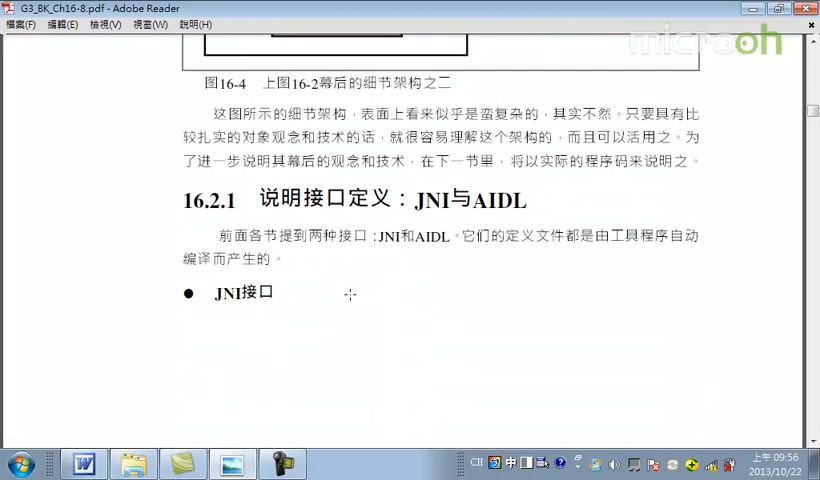 G3_BK_Ch16-8.pdf - Adobe Reader
檔案(F) 編輯(E) 檢視(V) 視窗(W) 說明(H)
microoh
图16-4 上图16-2幕后的细节架构之二
这图所示的细节架构，表面上看来似乎是蛮复杂的，其实不然。只要具有比
较扎实的对象观念和技术的话，就很容易理解这个架构的，而且可以活用之。为
了进一步说明其幕后的观念和技术，在下一节里，将以实际的程序码来说明之。
16.2.1 说明接口定义：JNI与AIDL
前面各节提到两种接口：JNI和AIDL。它们的定义文件都是由工具程序自动
编译而产生的。
● JNI接口
CH 中
上午 09:56
2013/10/22